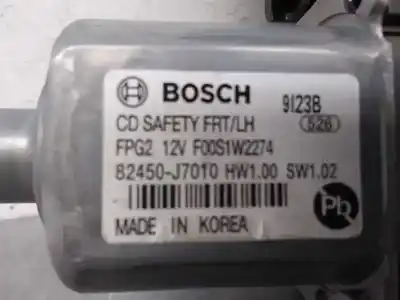 BOSCH 9I23B
CD SAFETY FRT/LH 526
FPG2 12V F00S1W2274
82450-J7010 HW1.00 SW1.02
MADE IN KOREA Pb